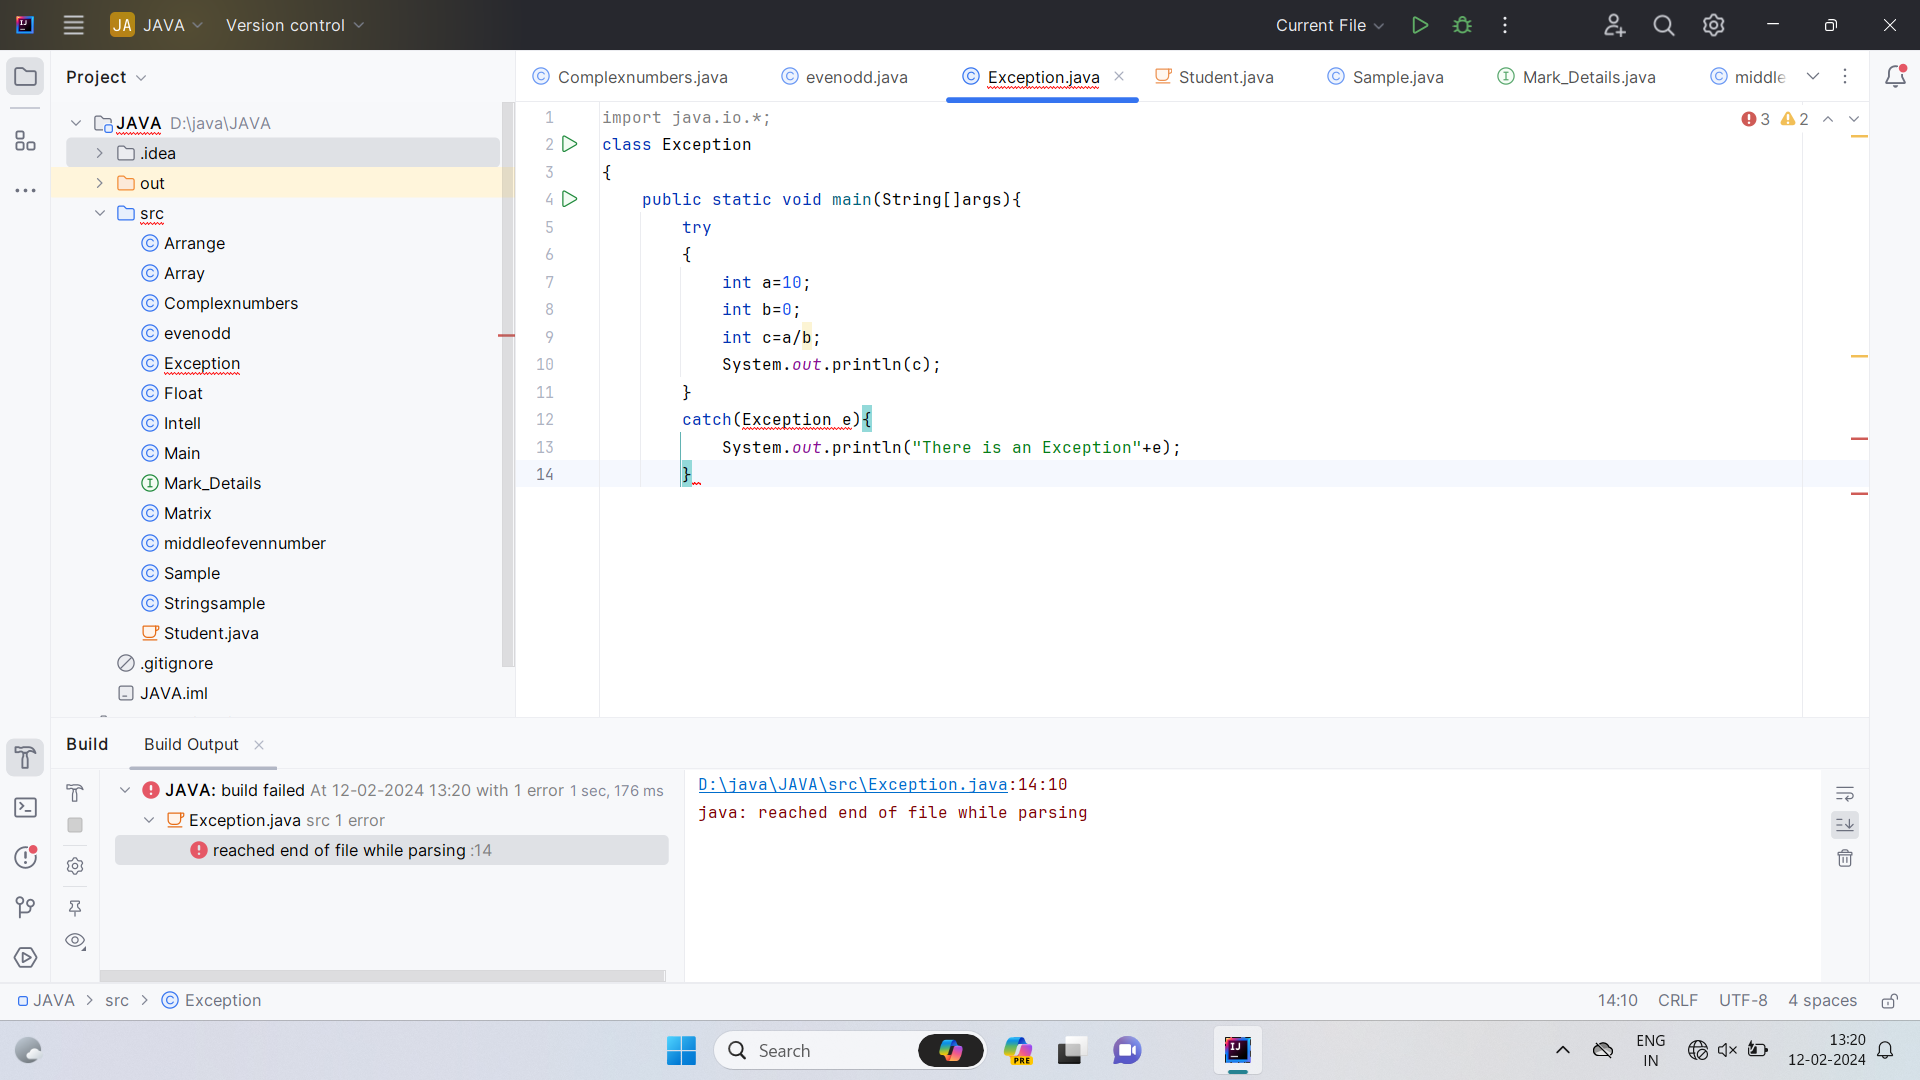 JA JAVA Version control Current File
Project
Complexnumbers.java evenodd.java Exception.java Student.java Sample.java Mark_Details.java middle
JAVA D:\java\JAVA
.idea
out
src
Arrange
Array
Complexnumbers
evenodd
Exception
Float
Intell
Main
Mark_Details
Matrix
middleofevennumber
Sample
Stringsample
Student.java
.gitignore
JAVA.iml
3 2
1 import java.io.*;
2 class Exception
3 {
4 public static void main(String[]args){
5 try
6 {
7 int a=10;
8 int b=0;
9 int c=a/b;
10 System.out.println(c);
11 }
12 catch(Exception e){
13 System.out.println("There is an Exception"+e);
14 }
Build Build Output
JAVA: build failed At 12-02-2024 13:20 with 1 error 1 sec, 176 ms
Exception.java src 1 error
reached end of file while parsing :14
D:\java\JAVA\src\Exception.java:14:10
java: reached end of file while parsing
JAVA > src > Exception
14:10 CRLF UTF-8 4 spaces
Search
PRE
IJ
ENG
IN
13:20
12-02-2024